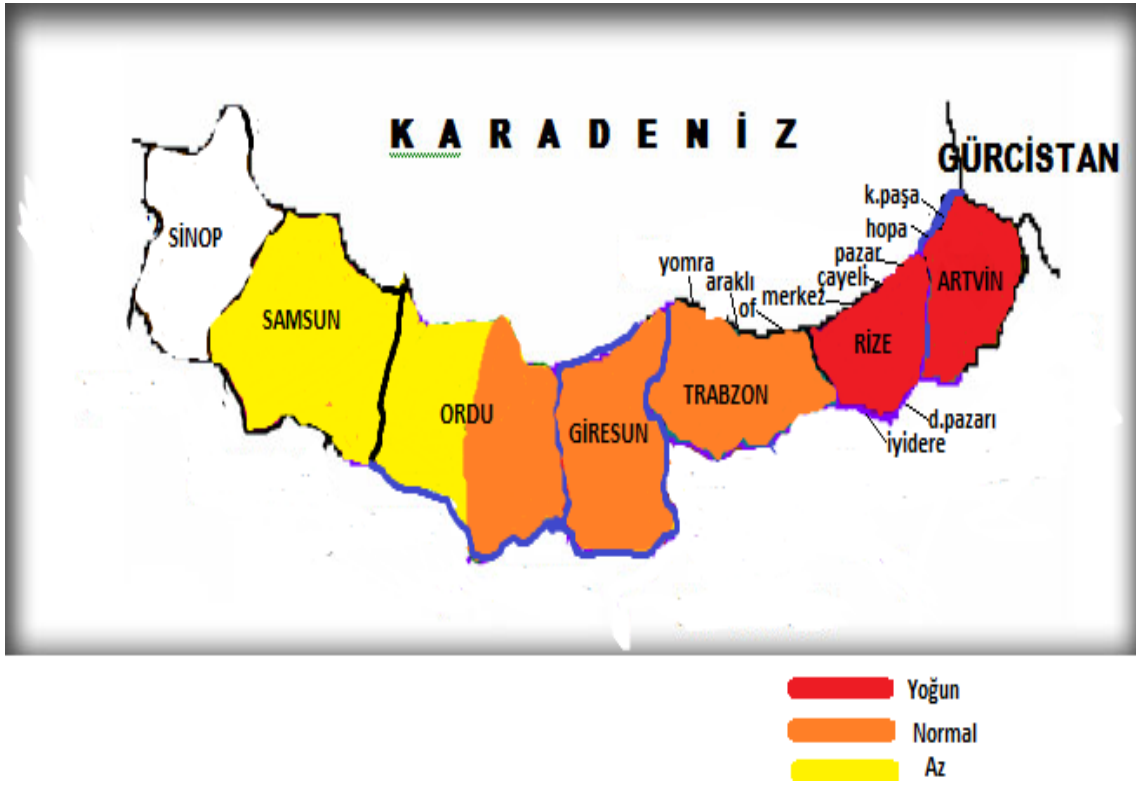 K A R A D E N İ Z
GÜRCİSTAN
k.paşa
SİNOP
hopa
pazar
yomra
araklı
çayeli
ARTVİN
of
merkez
SAMSUN
RİZE
TRABZON
ORDU
d.pazarı
GİRESUN
iyidere
Yoğun
Normal
Az